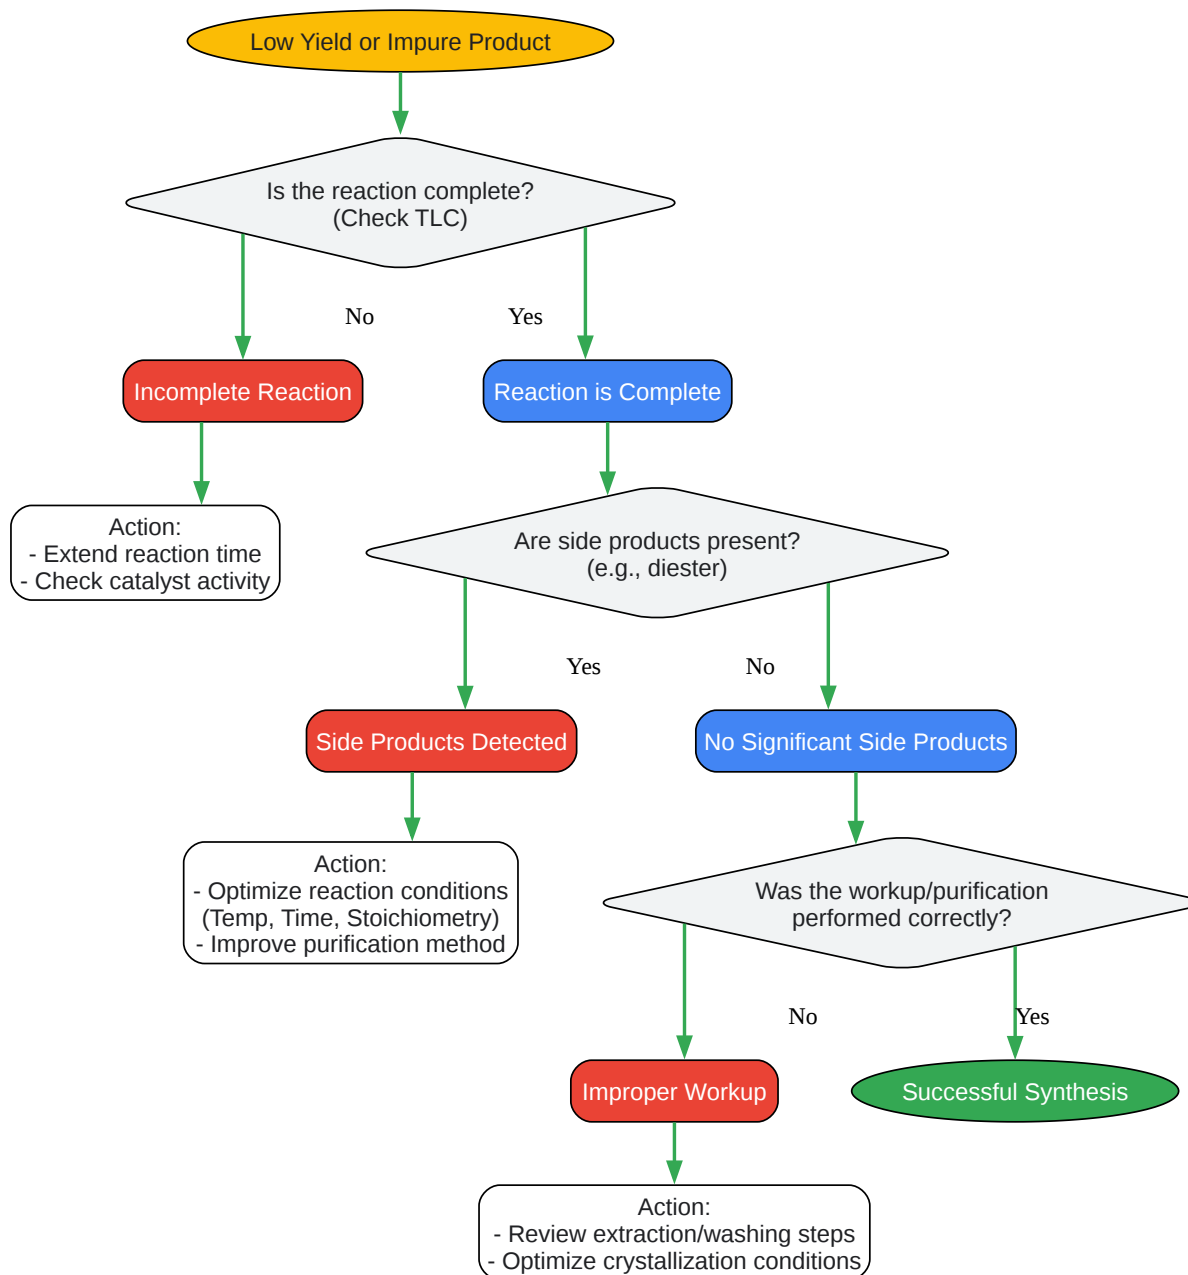 Low Yield or Impure Product
Is the reaction complete?
(Check TLC)
No
Yes
Incomplete Reaction
Reaction is Complete
Action:
- Extend reaction time
- Check catalyst activity
Are side products present?
(e.g., diester)
Yes
No
Side Products Detected
No Significant Side Products
Action:
- Optimize reaction conditions
(Temp, Time, Stoichiometry)
- Improve purification method
Was the workup/purification
performed correctly?
No
Yes
Improper Workup
Successful Synthesis
Action:
- Review extraction/washing steps
- Optimize crystallization conditions